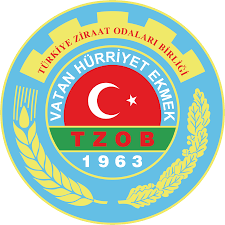 TÜRKİYE ZİRAAT ODALARI BİRLİĞİ
VATAN HÜRRİYET EKMEK
TZOB
1963